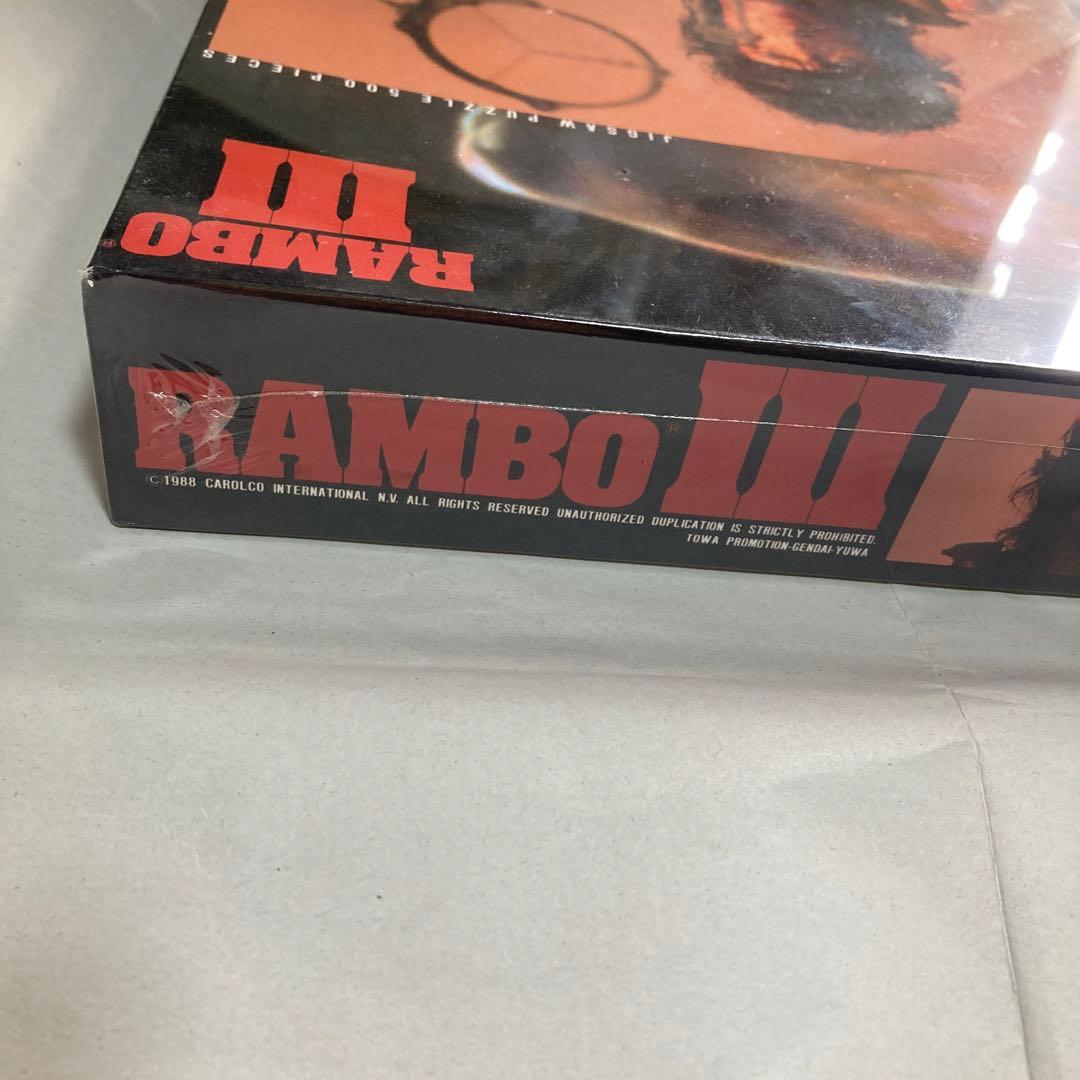 JIGSAW PUZZLE 500 PIECES
RAMBO®
III
RAMBO® III
© 1988 CAROLCO INTERNATIONAL N.V. ALL RIGHTS RESERVED UNAUTHORIZED DUPLICATION IS STRICTLY PROHIBITED.
TOWA PROMOTION-GENDAI-YUWA